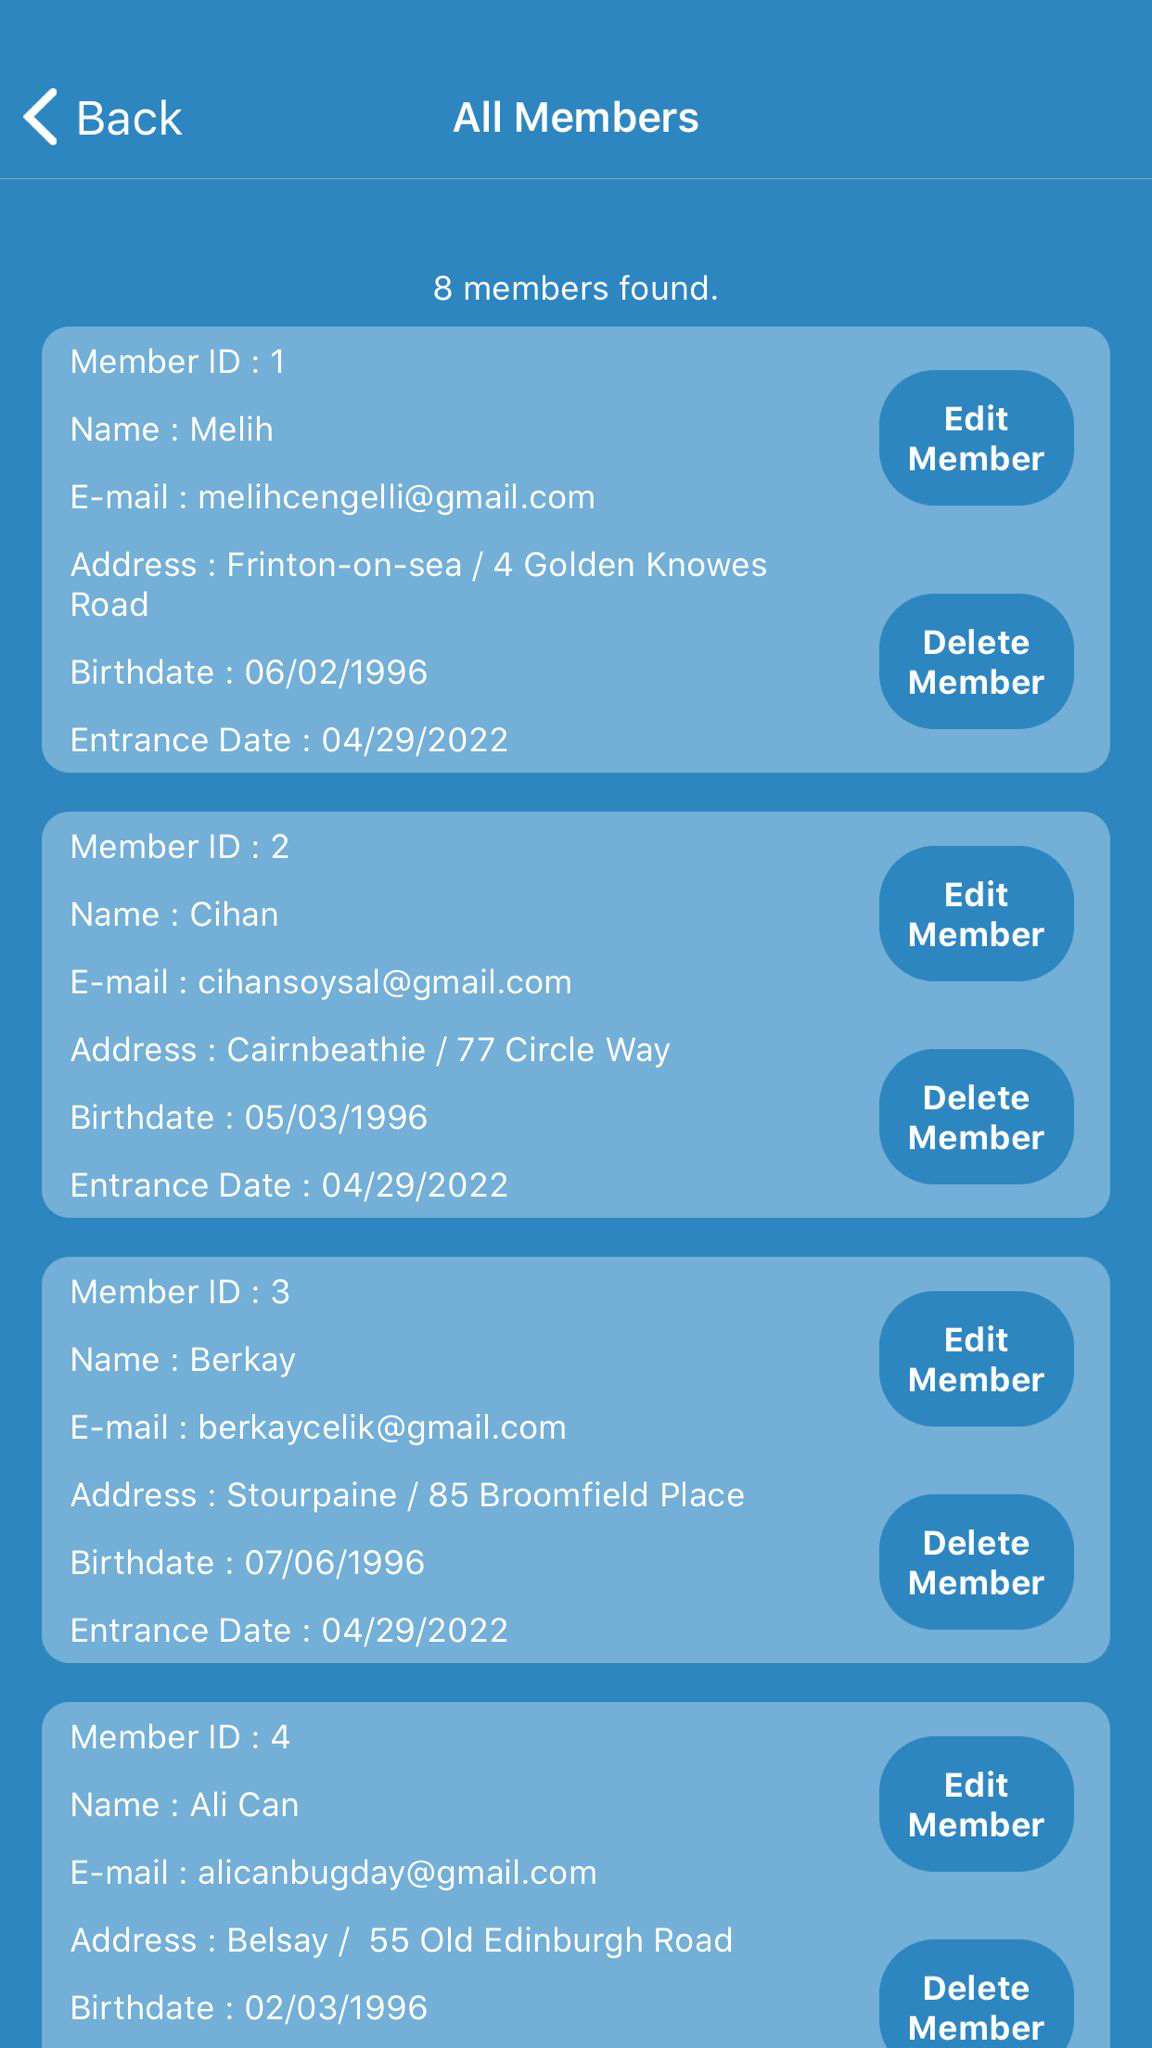 Back
All Members
8 members found.
Member ID : 1
Name : Melih
E-mail : melihcengelli@gmail.com
Address : Frinton-on-sea / 4 Golden Knowes
Road
Birthdate : 06/02/1996
Entrance Date : 04/29/2022
Edit
Member
Delete
Member
Member ID : 2
Name : Cihan
E-mail : cihansoysal@gmail.com
Address : Cairnbeathie / 77 Circle Way
Birthdate : 05/03/1996
Entrance Date : 04/29/2022
Edit
Member
Delete
Member
Member ID : 3
Name : Berkay
E-mail : berkaycelik@gmail.com
Address : Stourpaine / 85 Broomfield Place
Birthdate : 07/06/1996
Entrance Date : 04/29/2022
Edit
Member
Delete
Member
Member ID : 4
Name : Ali Can
E-mail : alicanbugday@gmail.com
Address : Belsay /  55 Old Edinburgh Road
Birthdate : 02/03/1996
Edit
Member
Delete
Member